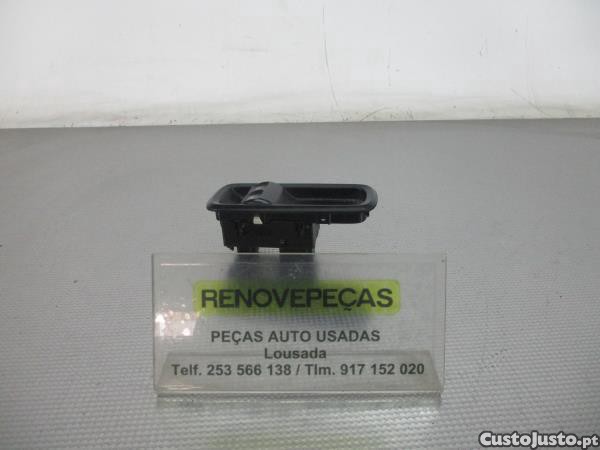 RENOVEPEÇAS
PEÇAS AUTO USADAS
Lousada
Telf. 253 566 138 / Tlm. 917 152 020
CustoJusto.pt